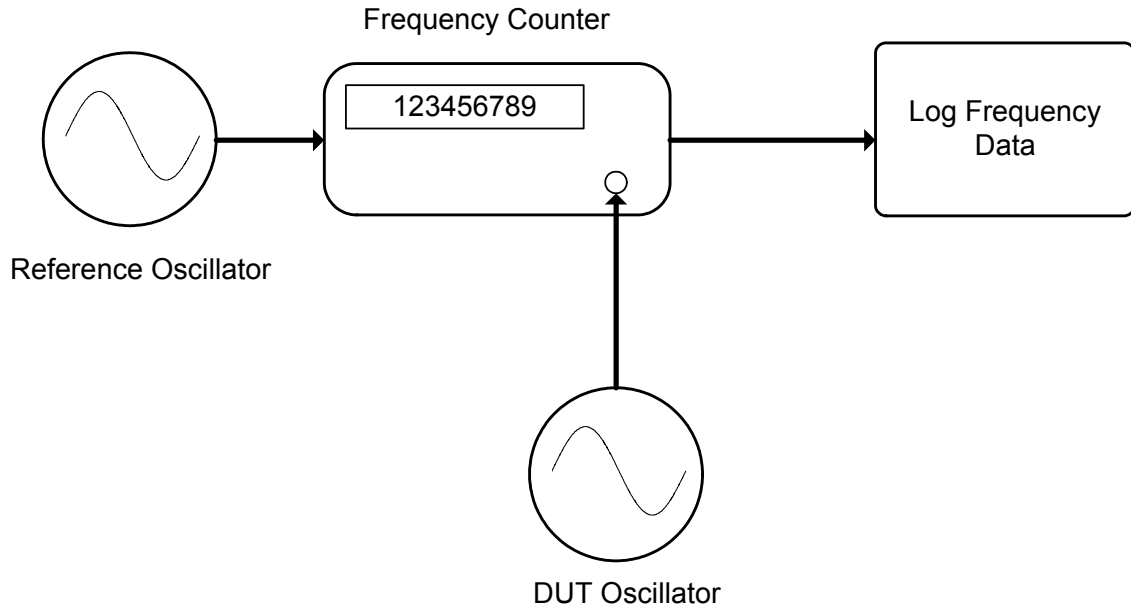 Frequency Counter
123456789
Log Frequency
Data
Reference Oscillator
DUT Oscillator